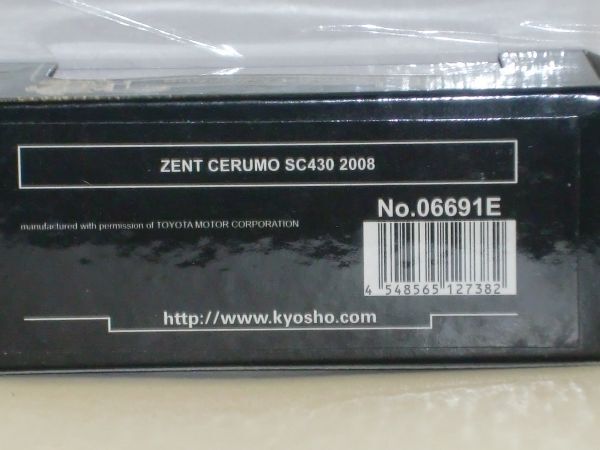 ZENT CERUMO SC430 2008
No.06691E
manufactured with permission of TOYOTA MOTOR CORPORATION
4 548565 127382
http://www.kyosho.com